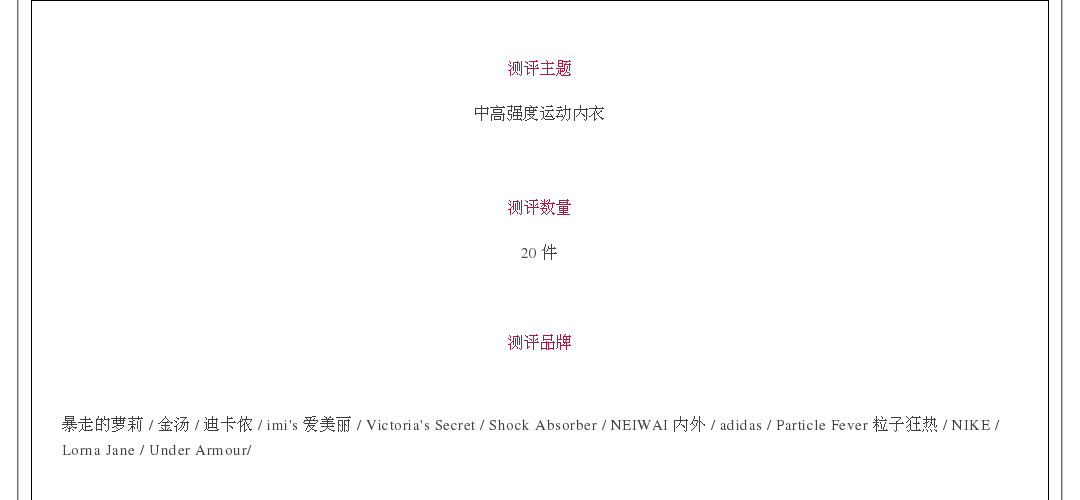 测评主题
中高强度运动内衣
测评数量
20 件
测评品牌
暴走的萝莉 / 金汤 / 迪卡侬 / imi's 爱美丽 / Victoria's Secret / Shock Absorber / NEIWAI 内外 / adidas / Particle Fever 粒子狂热 / NIKE /
Lorna Jane / Under Armour/